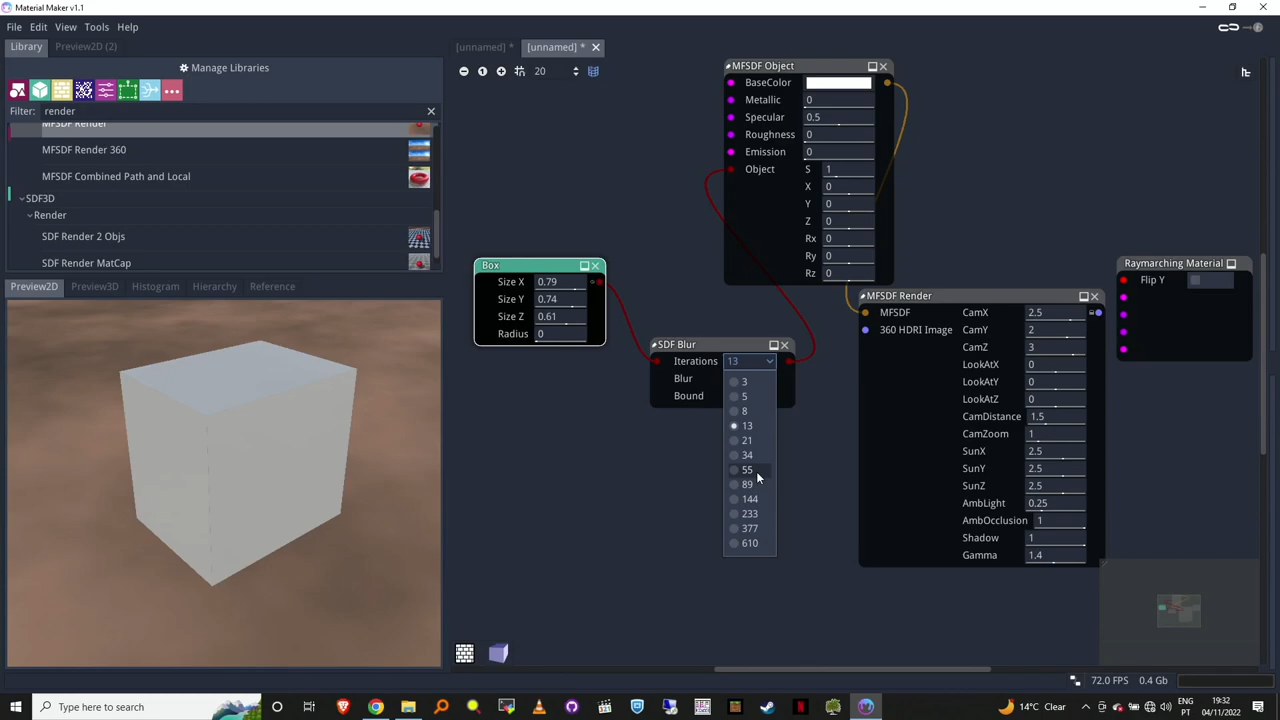 Material Maker v1.1
File Edit View Tools Help
Library Preview2D (2)
[unnamed] * [unnamed] *
Manage Libraries
20
Filter: render
MFSDF Render
MFSDF Render 360
MFSDF Combined Path and Local
SDF3D
Render
SDF Render 2 Objs
SDF Render MatCap
Preview2D Preview3D Histogram Hierarchy Reference
MFSDF Object
BaseColor
Metallic 0
Specular 0.5
Roughness 0
Emission 0
Object S 1
X 0
Y 0
Z 0
Rx 0
Ry 0
Rz 0
Box
Size X 0.79
Size Y 0.74
Size Z 0.61
Radius 0
SDF Blur
Iterations 13
Blur
Bound
3
5
8
13
21
34
55
89
144
233
377
610
MFSDF Render
MFSDF CamX 2.5
360 HDRI Image CamY 2
CamZ 3
LookAtX 0
LookAtY 0
LookAtZ 0
CamDistance 1.5
CamZoom 1
SunX 2.5
SunY 2.5
SunZ 2.5
AmbLight 0.25
AmbOcclusion 1
Shadow 1
Gamma 1.4
Raymarching Material
Flip Y
72.0 FPS 0.4 Gb
Type here to search
14°C Clear
ENG
PT
19:32
04/11/2022